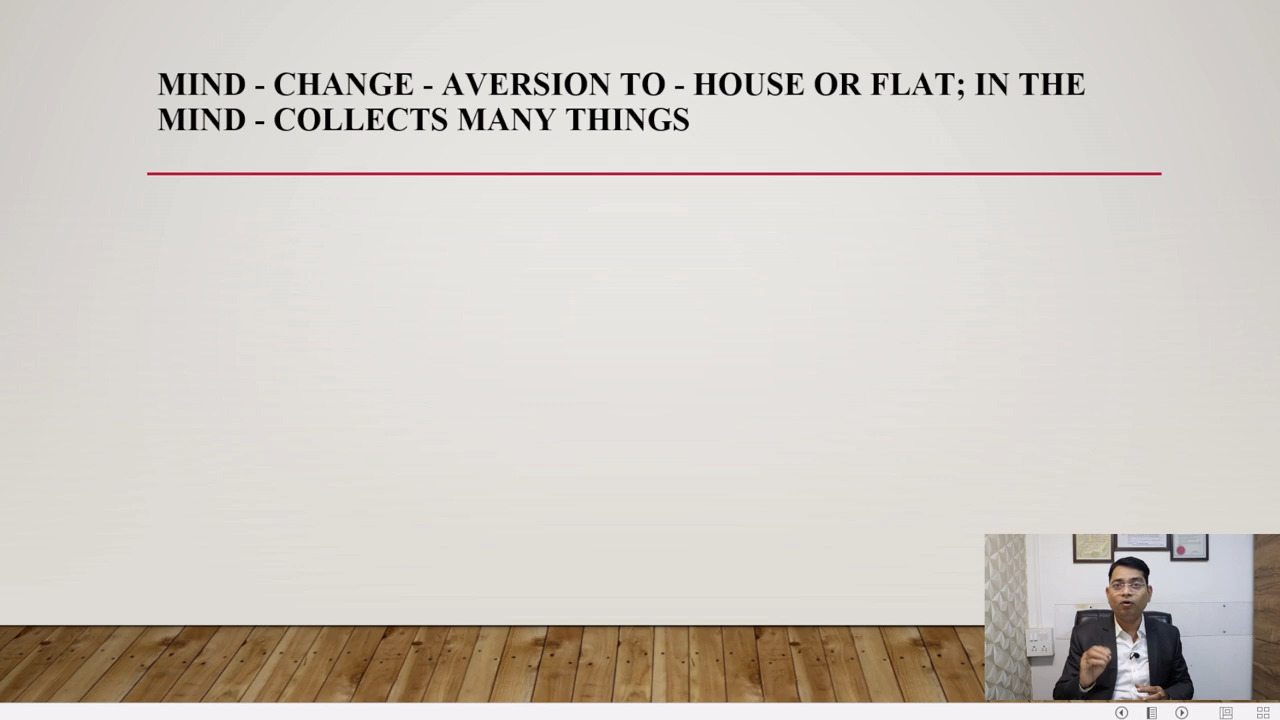 MIND - CHANGE - AVERSION TO - HOUSE OR FLAT; IN THE
MIND - COLLECTS MANY THINGS